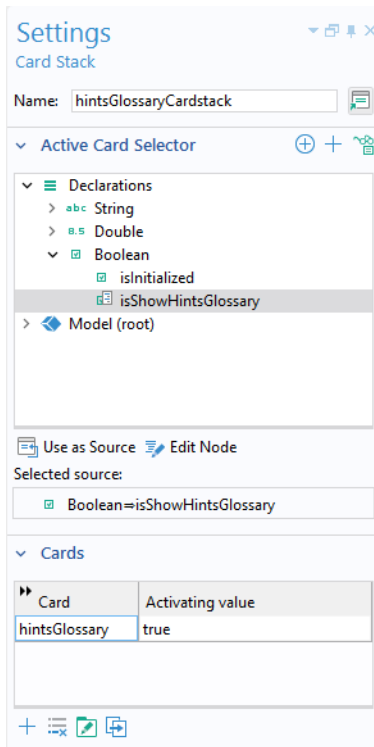 Settings
Card Stack
Name: hintsGlossaryCardstack
Active Card Selector
Declarations
abc String
8.5 Double
Boolean
isInitialized
isShowHintsGlossary
Model (root)
Use as Source Edit Node
Selected source:
Boolean⇒isShowHintsGlossary
Cards
Card Activating value
hintsGlossary true